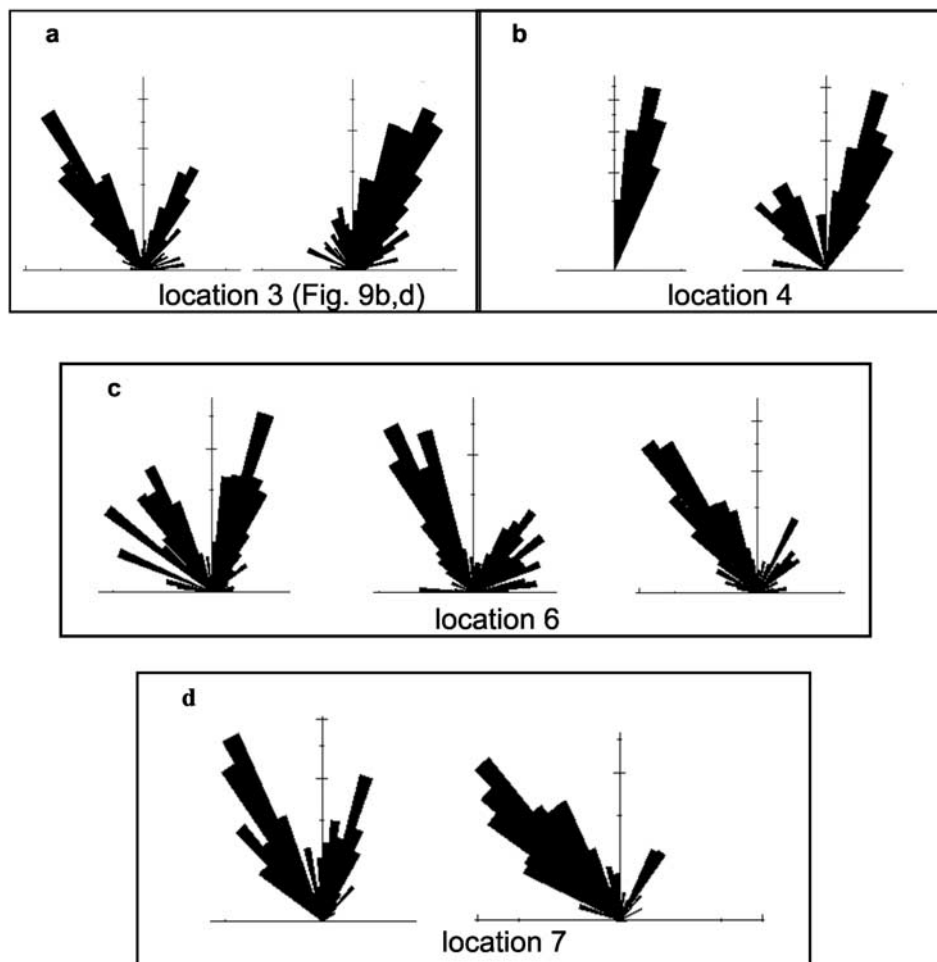 a
location 3 (Fig. 9b,d)
b
location 4
c
location 6
d
location 7